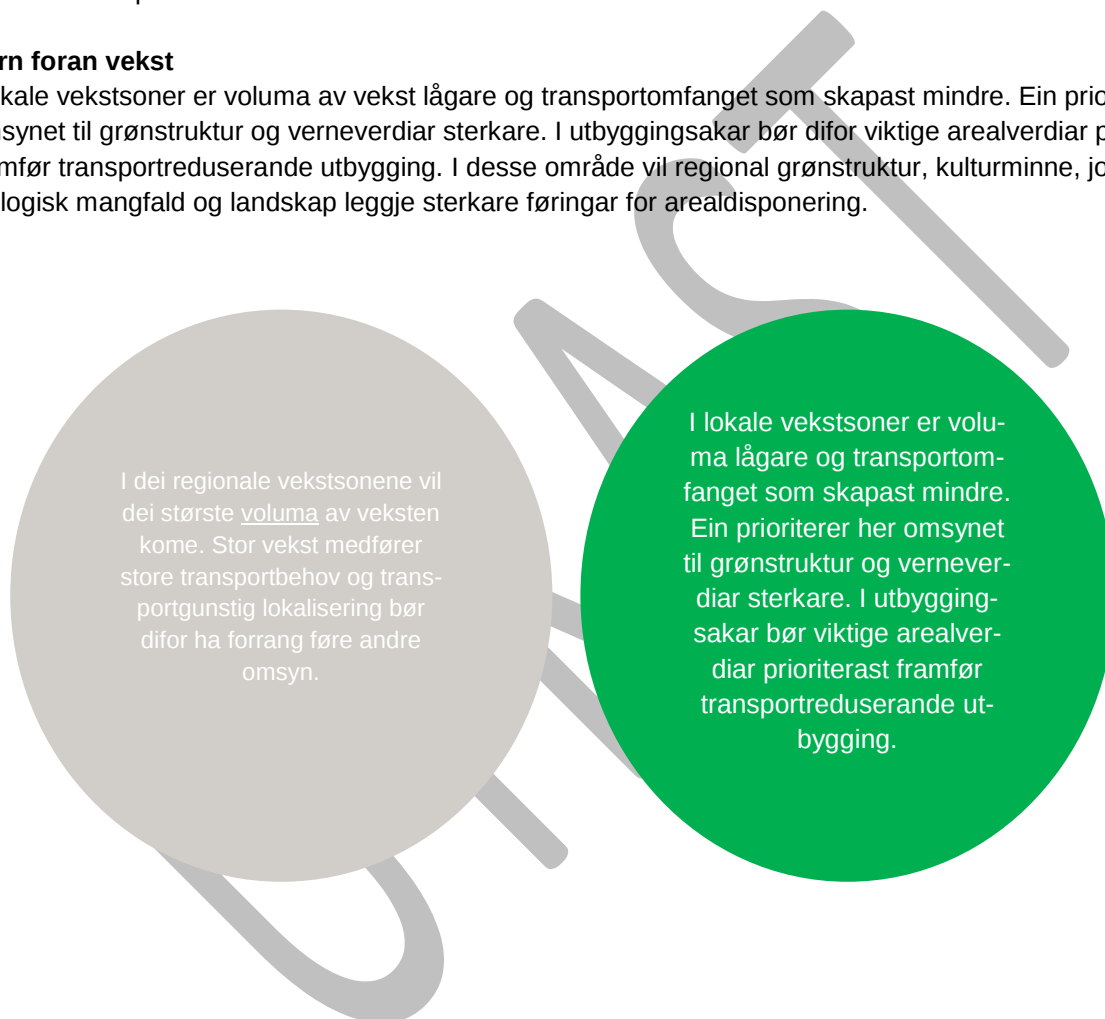 rn foran vekst
kale vekstsoner er voluma av vekst lågare og transportomfanget som skapast mindre. Ein prio
nsynet til grønstruktur og verneverdiar sterkare. I utbyggingsakar bør difor viktige arealverdiar p
mfør transportreduserande utbygging. I desse område vil regional grønstruktur, kulturminne, jo
logisk mangfald og landskap leggje sterkare føringar for arealdisponering.
I dei regionale vekstsonene vil
dei største voluma av veksten
kome. Stor vekst medfører
store transportbehov og trans-
portgunstig lokalisering bør
difor ha forrang føre andre
omsyn.
I lokale vekstsoner er volu-
ma lågare og transportom-
fanget som skapast mindre.
Ein prioriterer her omsynet
til grønstruktur og vernever-
diar sterkare. I utbygging-
sakar bør viktige arealver-
diar prioriterast framfør
transportreduserande ut-
bygging.